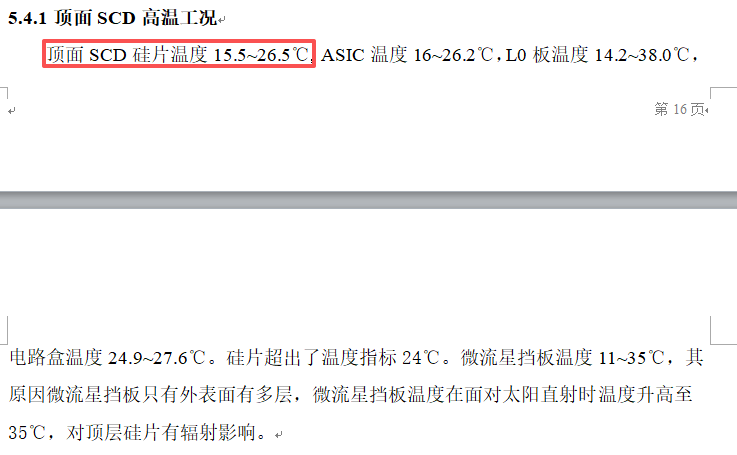 5.4.1 顶面 SCD 高温工况
顶面 SCD 硅片温度 15.5~26.5℃, ASIC 温度 16~26.2℃，L0 板温度 14.2~38.0℃，
第 16 页
电路盒温度 24.9~27.6℃。硅片超出了温度指标 24℃。微流星挡板温度 11~35℃，其
原因微流星挡板只有外表面有多层，微流星挡板温度在面对太阳直射时温度升高至
35℃，对顶层硅片有辐射影响。